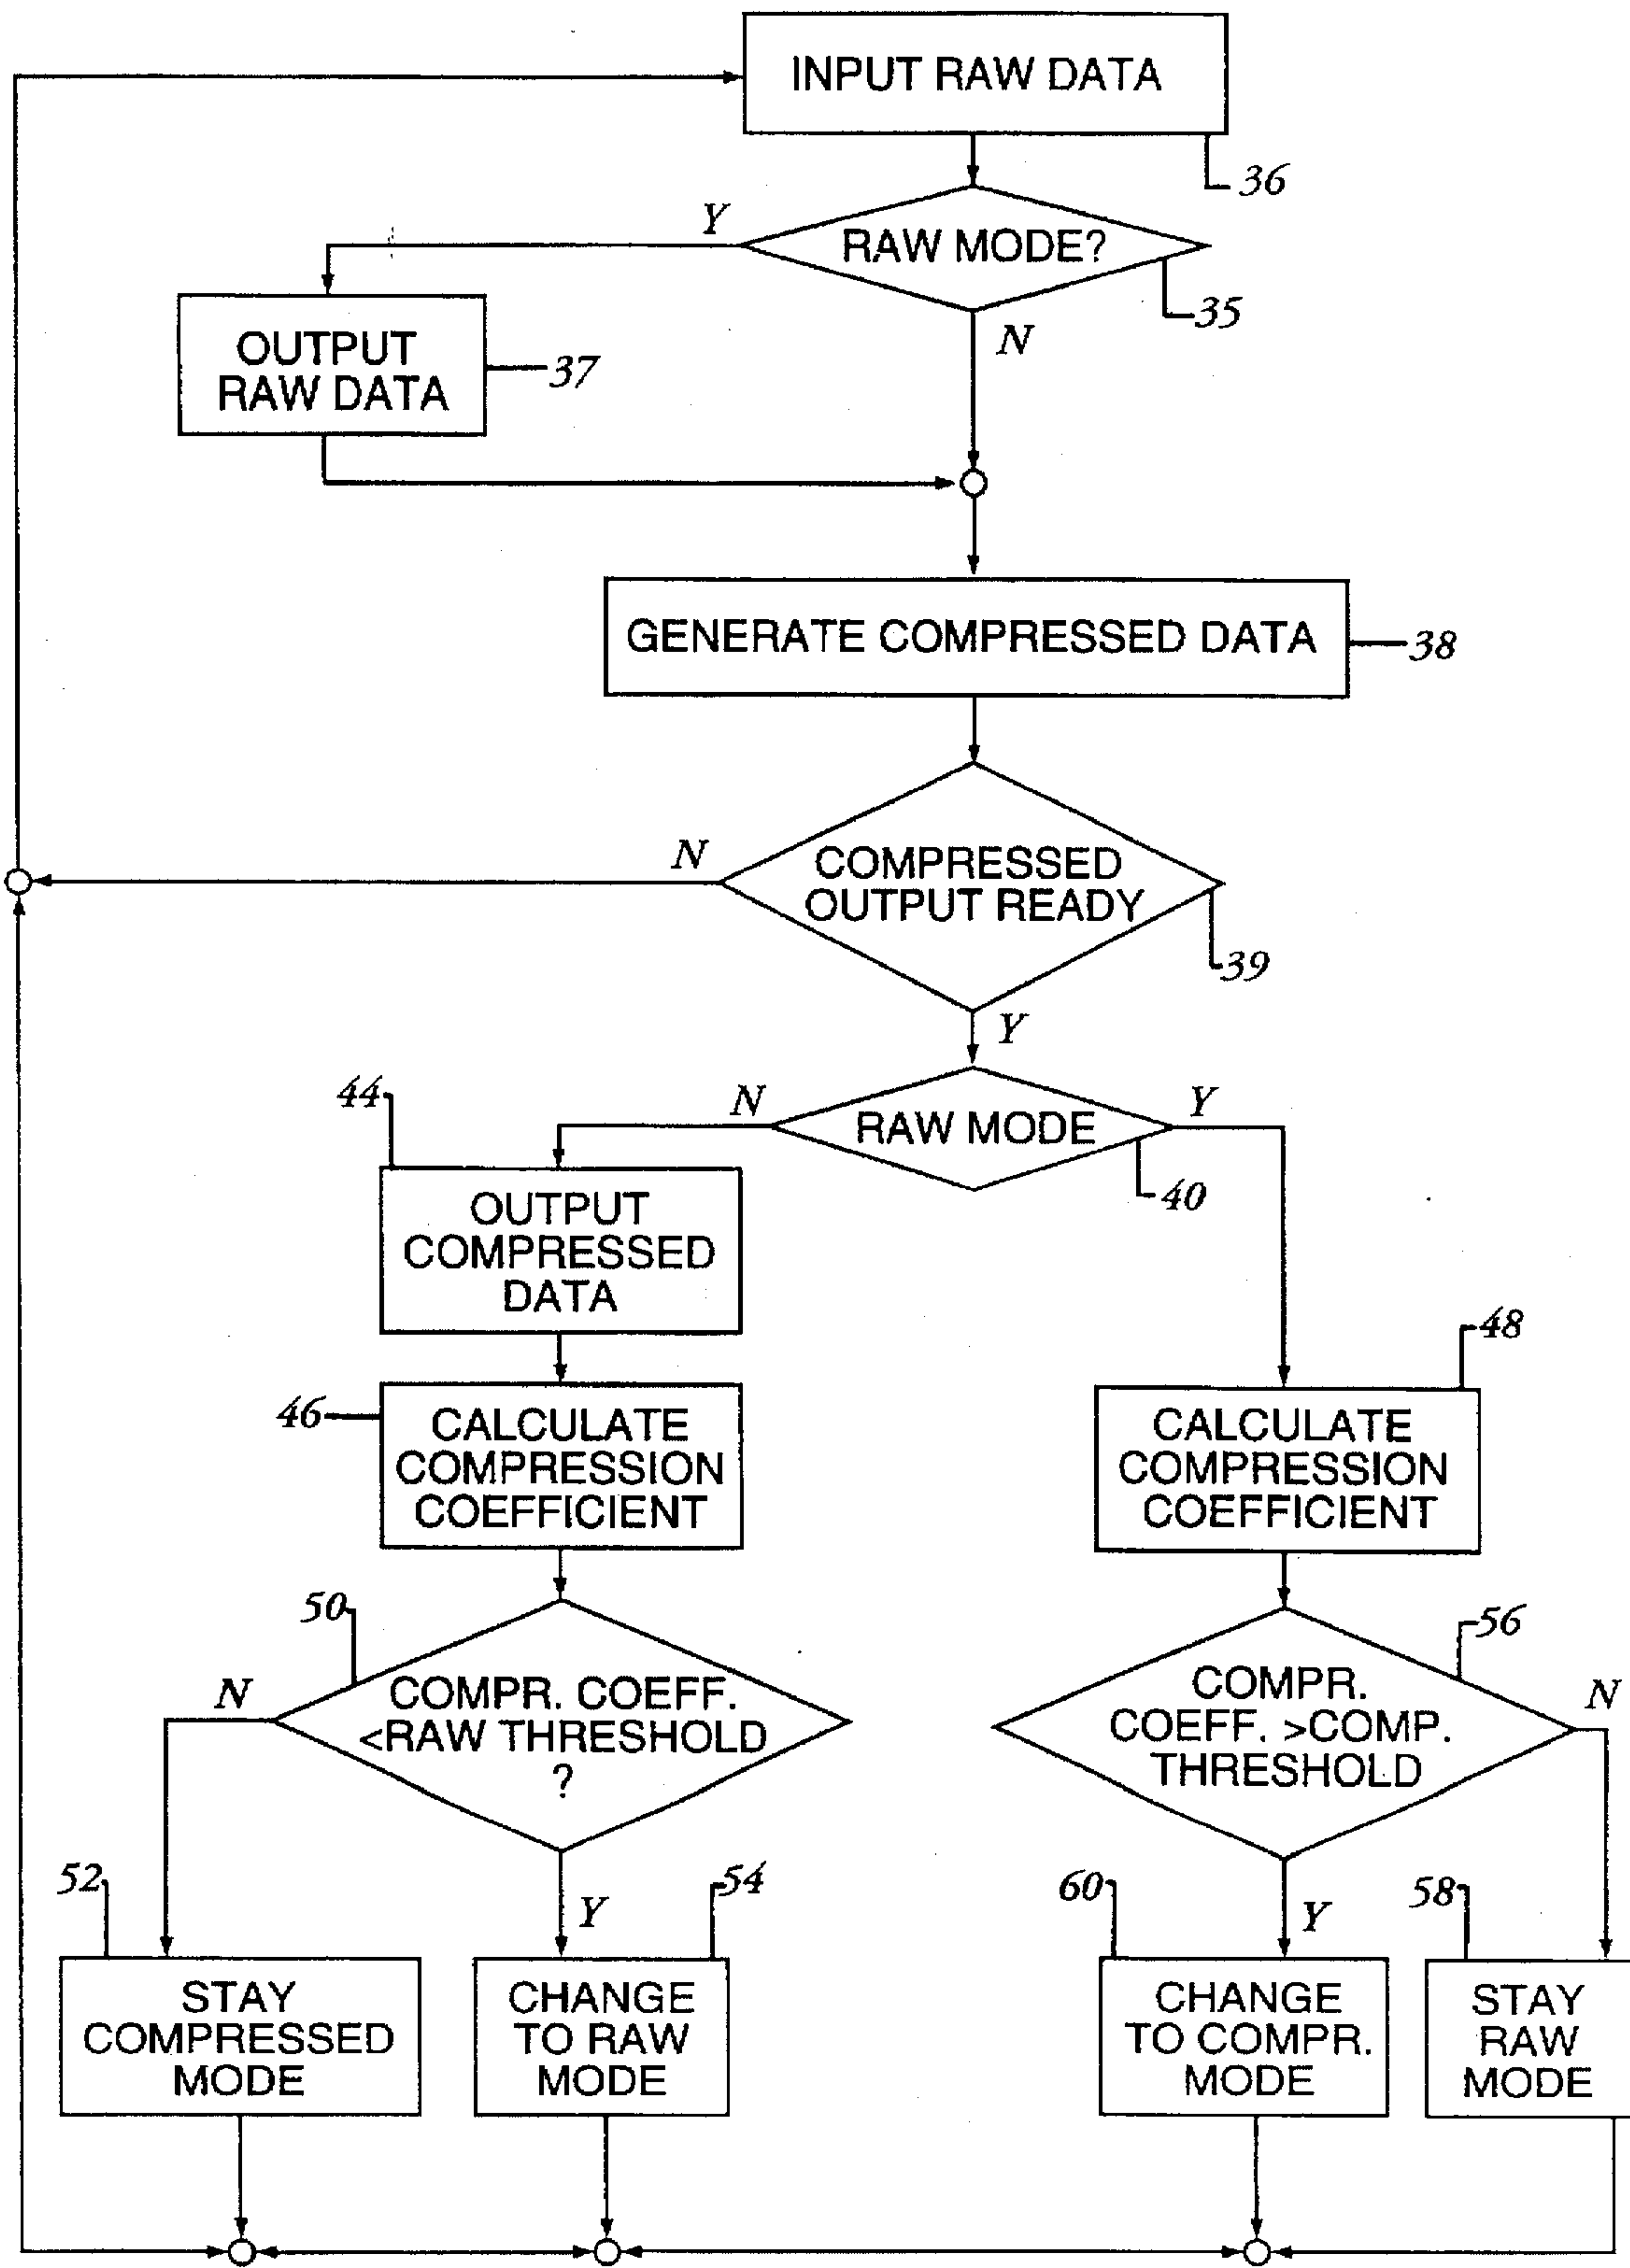 INPUT RAW DATA
36
Y
RAW MODE?
35
N
OUTPUT
RAW DATA
37
GENERATE COMPRESSED DATA
38
N
COMPRESSED
OUTPUT READY
39
Y
44
N
RAW MODE
Y
40
OUTPUT
COMPRESSED
DATA
48
46
CALCULATE
COMPRESSION
COEFFICIENT
CALCULATE
COMPRESSION
COEFFICIENT
50
N
COMPR. COEFF.
<RAW THRESHOLD
?
56
COMPR.
COEFF. >COMP.
THRESHOLD
N
52
54
Y
60
Y
58
STAY
COMPRESSED
MODE
CHANGE
TO RAW
MODE
CHANGE
TO COMPR.
MODE
STAY
RAW
MODE